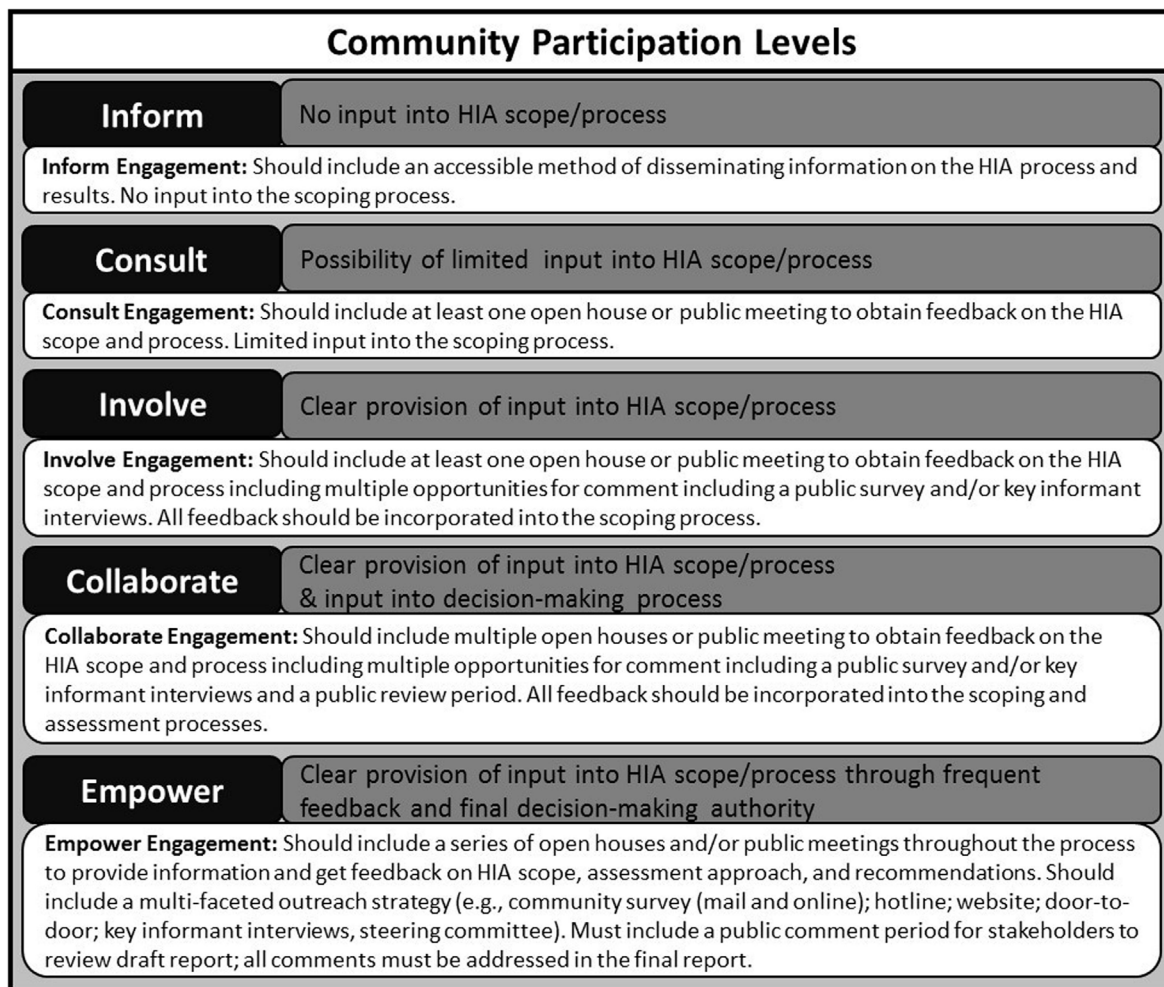 Community Participation Levels
Inform
No input into HIA scope/process
Inform Engagement: Should include an accessible method of disseminating information on the HIA process and
results. No input into the scoping process.
Consult
Possibility of limited input into HIA scope/process
Consult Engagement: Should include at least one open house or public meeting to obtain feedback on the HIA
scope and process. Limited input into the scoping process.
Involve
Clear provision of input into HIA scope/process
Involve Engagement: Should include at least one open house or public meeting to obtain feedback on the HIA
scope and process including multiple opportunities for comment including a public survey and/or key informant
interviews. All feedback should be incorporated into the scoping process.
Collaborate
Clear provision of input into HIA scope/process
& input into decision-making process
Collaborate Engagement: Should include multiple open houses or public meeting to obtain feedback on the
HIA scope and process including multiple opportunities for comment including a public survey and/or key
informant interviews and a public review period. All feedback should be incorporated into the scoping and
assessment processes.
Empower
Clear provision of input into HIA scope/process through frequent
feedback and final decision-making authority
Empower Engagement: Should include a series of open houses and/or public meetings throughout the process
to provide information and get feedback on HIA scope, assessment approach, and recommendations. Should
include a multi-faceted outreach strategy (e.g., community survey (mail and online); hotline; website; door-to-
door; key informant interviews, steering committee). Must include a public comment period for stakeholders to
review draft report; all comments must be addressed in the final report.